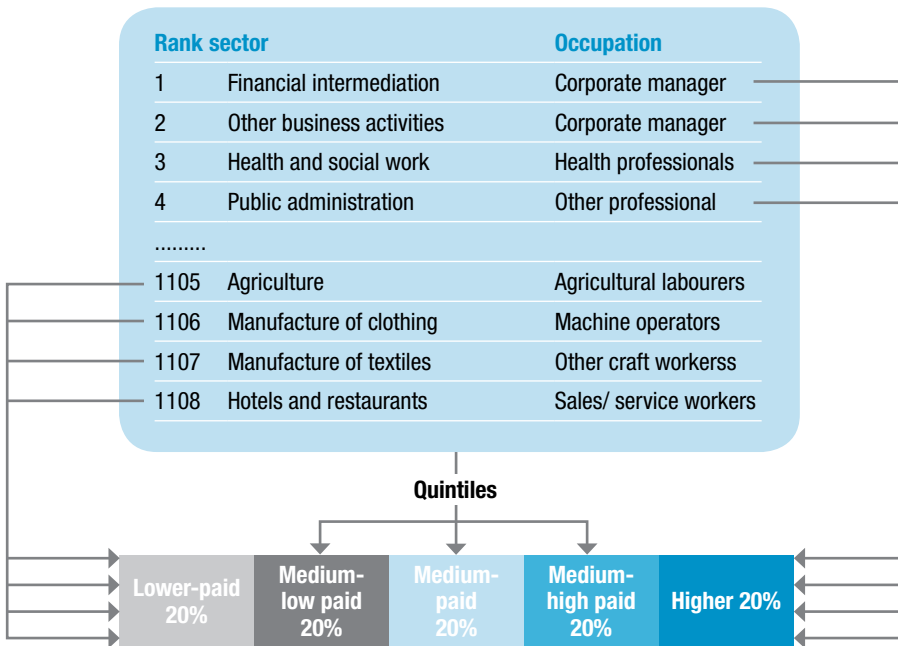 Rank sector Occupation
1 Financial intermediation Corporate manager
2 Other business activities Corporate manager
3 Health and social work Health professionals
4 Public administration Other professional
.........
1105 Agriculture Agricultural labourers
1106 Manufacture of clothing Machine operators
1107 Manufacture of textiles Other craft workerss
1108 Hotels and restaurants Sales/ service workers
Quintiles
Lower-paid
20%
Medium-
low paid
20%
Medium-
paid
20%
Medium-
high paid
20%
Higher 20%